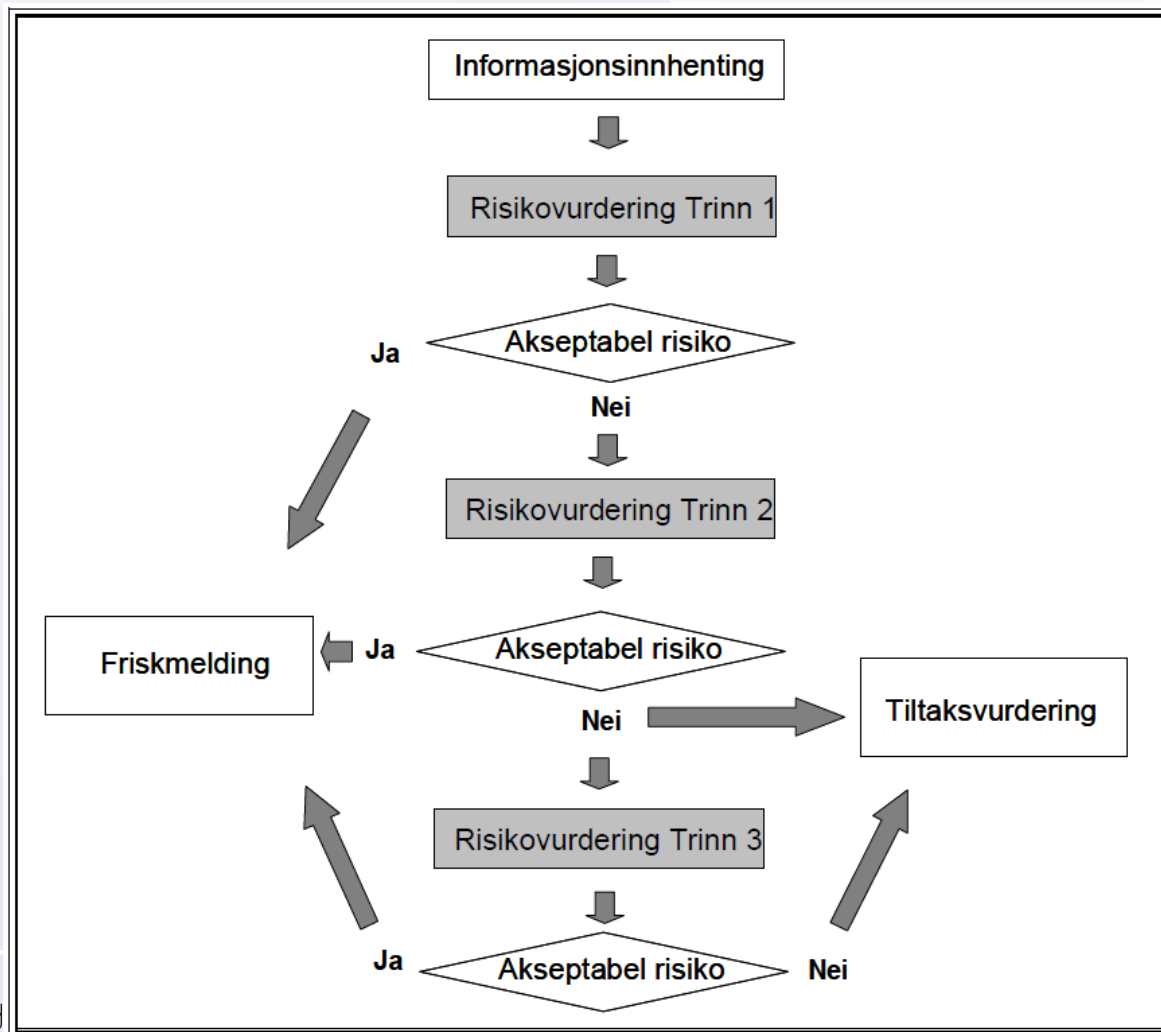 Informasjonsinnhenting
Risikovurdering Trinn 1
Akseptabel risiko
Ja
Nei
Risikovurdering Trinn 2
Akseptabel risiko
Ja
Friskmelding
Nei
Tiltaksvurdering
Risikovurdering Trinn 3
Akseptabel risiko
Ja
Nei